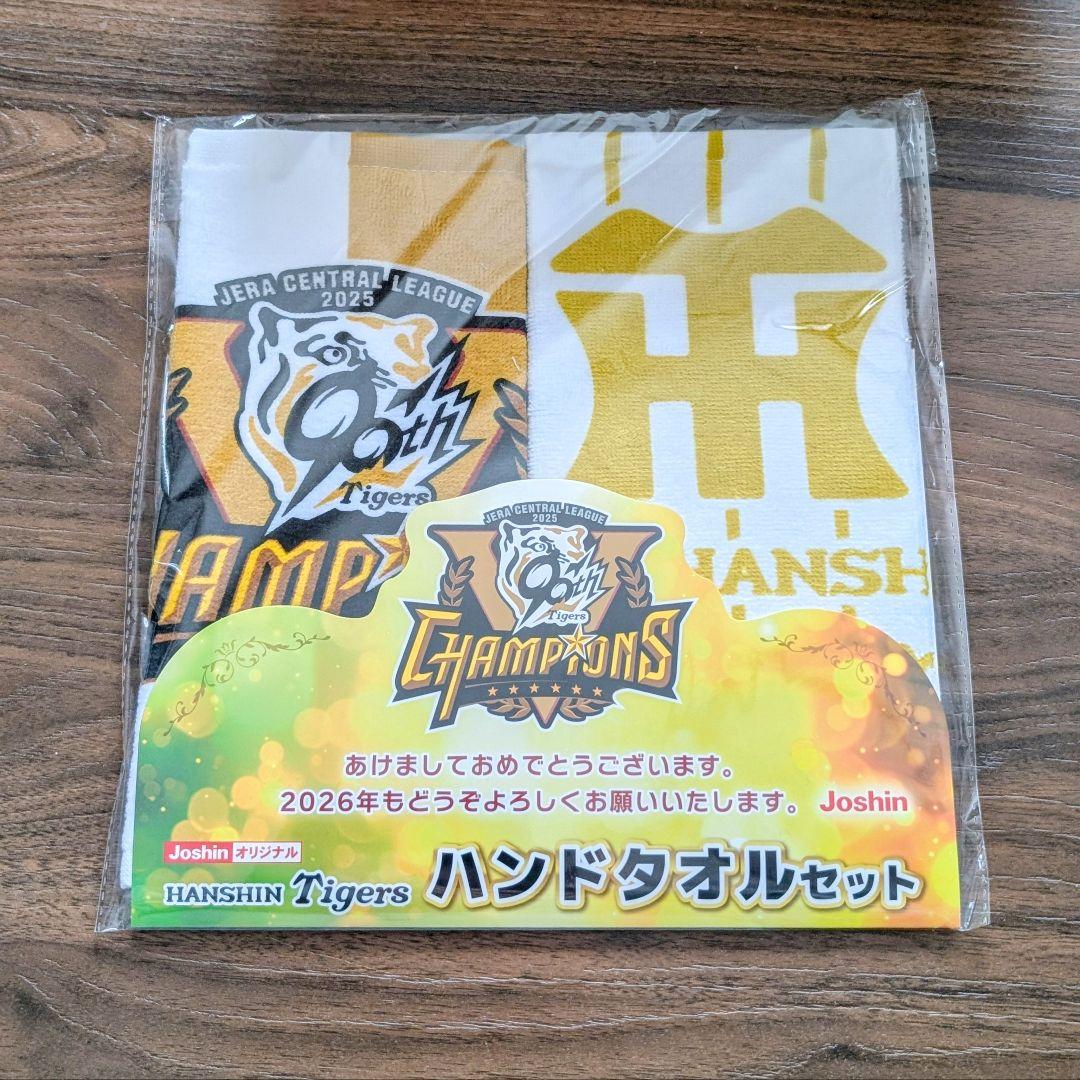 JERA CENTRAL LEAGUE
2025
90th
Tigers
HAMP
HT
HANSH
JERA CENTRAL LEAGUE
2025
90th
Tigers
CHAMPIONS
あけましておめでとうございます。
2026年もどうぞよろしくお願いいたします。 Joshin
Joshin オリジナル
HANSHIN Tigers ハンドタオルセット